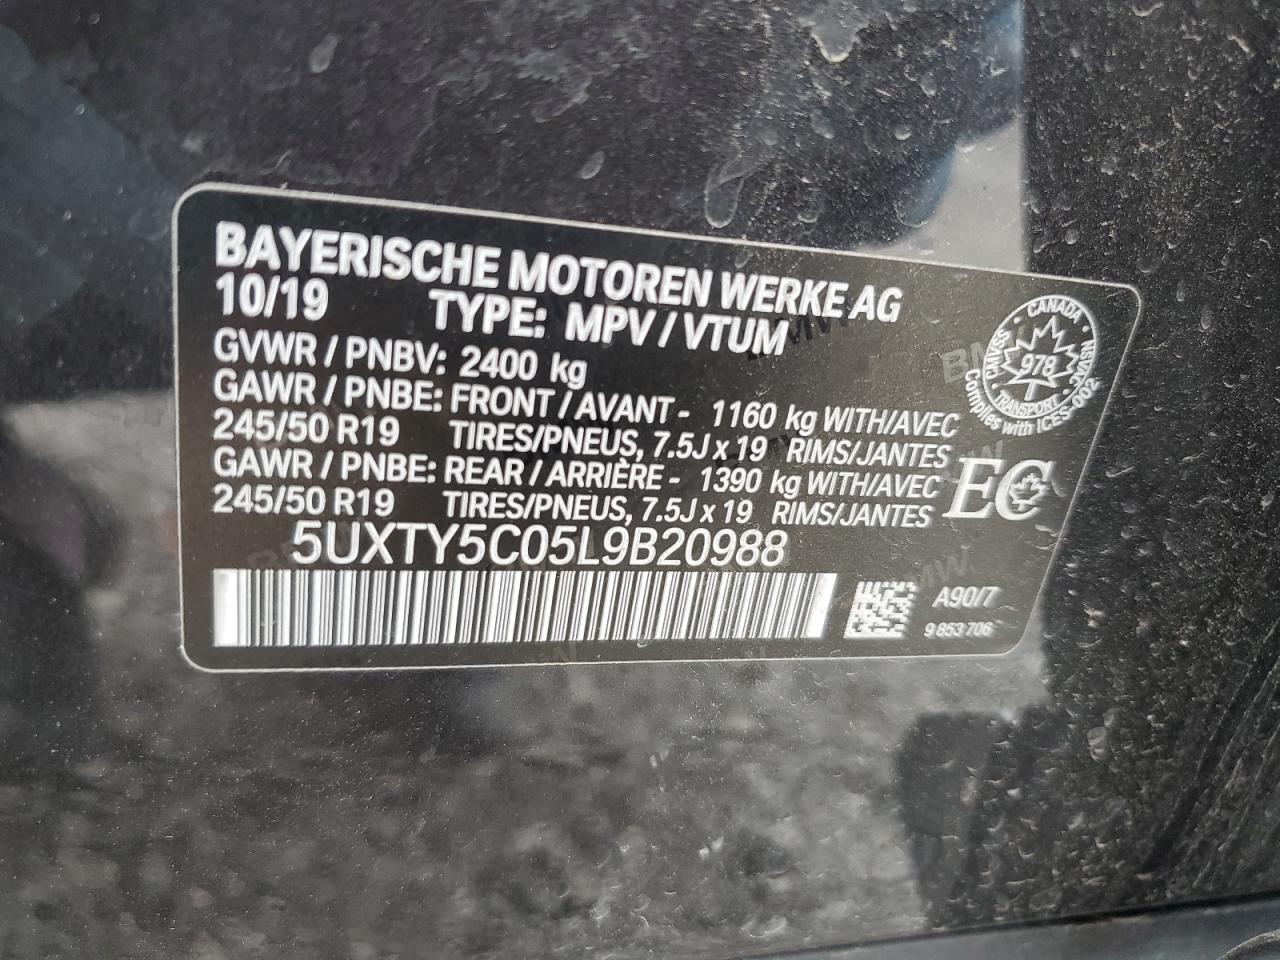 BAYERISCHE MOTOREN WERKE AG
10/19 TYPE: MPV / VTUM
GVWR / PNBV: 2400 kg
GAWR / PNBE: FRONT / AVANT - 1160 kg WITH/AVEC
245/50 R19 TIRES/PNEUS, 7.5J x 19 RIMS/JANTES
GAWR / PNBE: REAR / ARRIÈRE - 1390 kg WITH/AVEC
245/50 R19 TIRES/PNEUS, 7.5J x 19 RIMS/JANTES
5UXTY5C05L9B20988
A90/7
9 853 706
CANADA
CMVSS NSVAC
978
TRANSPORT
Complies with ICES-002
EC
BMW